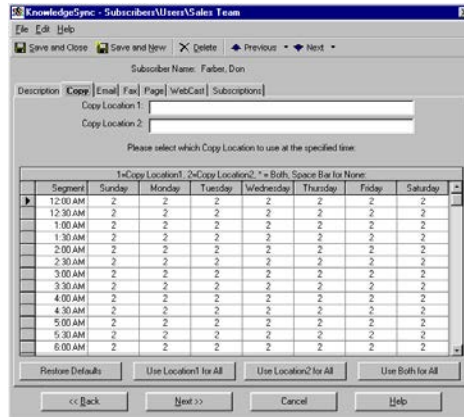 KnowledgeSync - Subscribers\Users\Sales Team
File Edit Help
Save and Close Save and New Delete Previous Next
Subscriber Name: Farber, Don
Description Copy Email Fax Page WebCast Subscriptions
Copy Location 1:
Copy Location 2:
Please select which Copy Location to use at the specified time:
1=Copy Location1, 2=Copy Location2, * = Both, Space Bar for None:
Segment Sunday Monday Tuesday Wednesday Thursday Friday Saturday
12:00 AM 2 2 2 2 2 2 2
12:30 AM 2 2 2 2 2 2 2
1:00 AM 2 2 2 2 2 2 2
1:30 AM 2 2 2 2 2 2 2
2:00 AM 2 2 2 2 2 2 2
2:30 AM 2 2 2 2 2 2 2
3:00 AM 2 2 2 2 2 2 2
3:30 AM 2 2 2 2 2 2 2
4:00 AM 2 2 2 2 2 2 2
4:30 AM 2 2 2 2 2 2 2
5:00 AM 2 2 2 2 2 2 2
5:30 AM 2 2 2 2 2 2 2
6:00 AM 2 2 2 2 2 2 2
Restore Defaults Use Location1 for All Use Location2 for All Use Both for All
<< Back Next >> Cancel Help